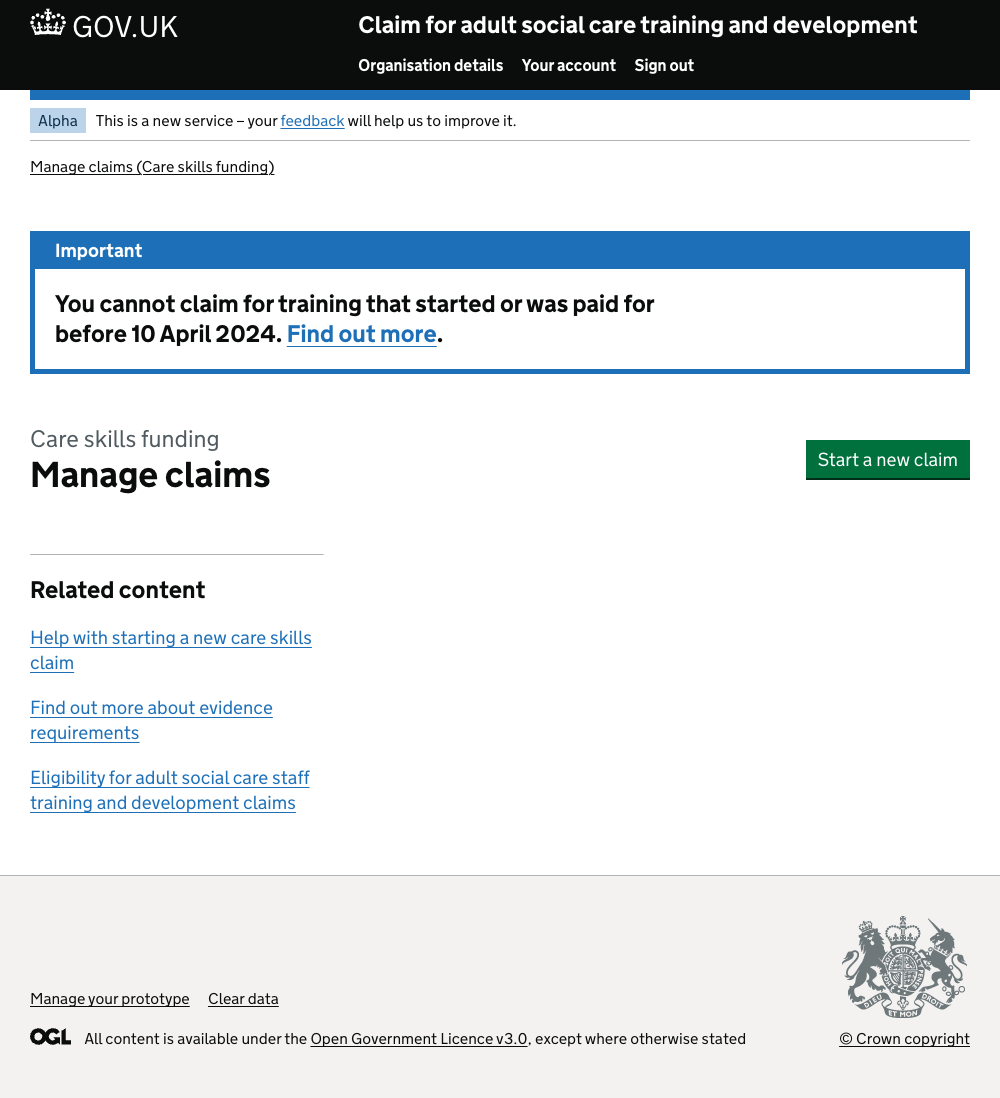 GOV.UK
Claim for adult social care training and development
Organisation details Your account Sign out
Alpha This is a new service – your feedback will help us to improve it.
Manage claims (Care skills funding)
Important
You cannot claim for training that started or was paid for
before 10 April 2024. Find out more.
Care skills funding
Manage claims
Start a new claim
Related content
Help with starting a new care skills
claim
Find out more about evidence
requirements
Eligibility for adult social care staff
training and development claims
Manage your prototype Clear data
OGL All content is available under the Open Government Licence v3.0, except where otherwise stated
DIEU ET MON DROIT
© Crown copyright